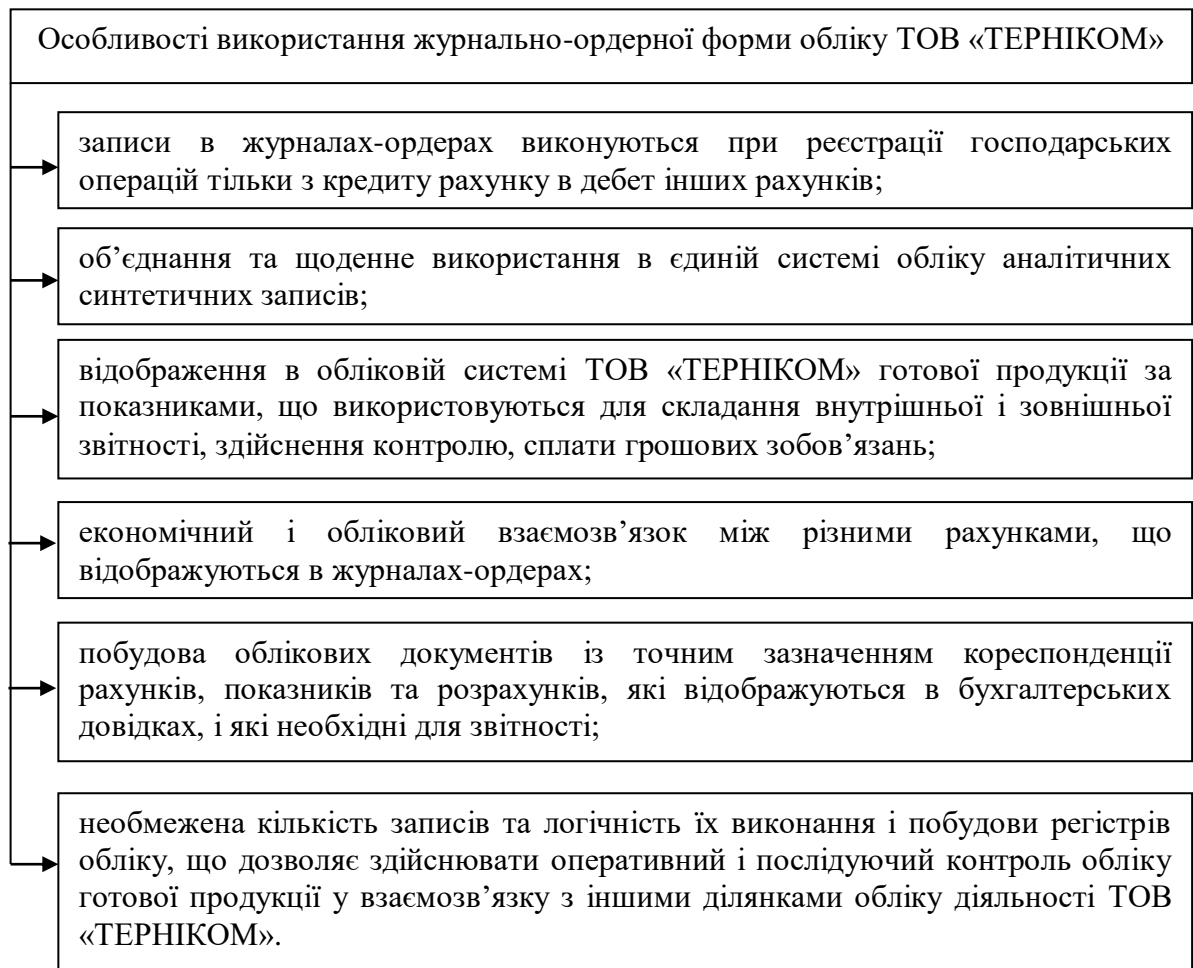 Особливості використання журнально-ордерної форми обліку ТОВ «ТЕРНІКОМ»
записи в журналах-ордерах виконуються при реєстрації господарських
операцій тільки з кредиту рахунку в дебет інших рахунків;
об’єднання та щоденне використання в єдиній системі обліку аналітичних
синтетичних записів;
відображення в обліковій системі ТОВ «ТЕРНІКОМ» готової продукції за
показниками, що використовуються для складання внутрішньої і зовнішньої
звітності, здійснення контролю, сплати грошових зобов’язань;
економічний і обліковий взаємозв’язок між різними рахунками, що
відображуються в журналах-ордерах;
побудова облікових документів із точним зазначенням кореспонденції
рахунків, показників та розрахунків, які відображуються в бухгалтерських
довідках, і які необхідні для звітності;
необмежена кількість записів та логічність їх виконання і побудови регістрів
обліку, що дозволяє здійснювати оперативний і послідуючий контроль обліку
готової продукції у взаємозв’язку з іншими ділянками обліку діяльності ТОВ
«ТЕРНІКОМ».